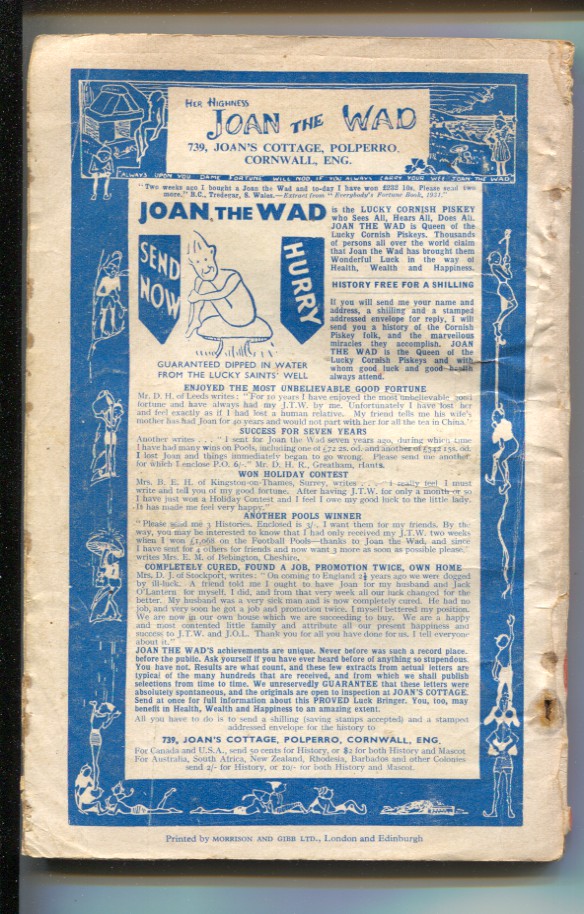 HER HIGHNESS
JOAN THE WAD
739, JOAN'S COTTAGE, POLPERRO,
CORNWALL, ENG.
"ALWAYS UPON YOU DAME FORTUNE WILL NOD, IF YOU ALWAYS CARRY YOUR WEE JOAN THE WAD."
"Two weeks ago I bought a Joan the Wad and to-day I have won £232 10s. Please send two
more," B.C., Tredegar, S. Wales.—Extract from "Everybody's Fortune Book, 1931."
JOAN, THE WAD
is the LUCKY CORNISH PISKEY
who Sees All, Hears All, Does All.
JOAN THE WAD is Queen of the
Lucky Cornish Piskeys. Thousands
of persons all over the world claim
that Joan the Wad has brought them
Wonderful Luck in the way of
Health, Wealth and Happiness.
SEND
NOW
HURRY
HISTORY FREE FOR A SHILLING
If you will send me your name and
address, a shilling and a stamped
addressed envelope for reply, I will
send you a history of the Cornish
Piskey folk, and the marvellous
miracles they accomplish. JOAN
THE WAD is the Queen of the
Lucky Cornish Piskeys and with
whom good luck and good health
always attend.
GUARANTEED DIPPED IN WATER
FROM THE LUCKY SAINTS' WELL
ENJOYED THE MOST UNBELIEVABLE GOOD FORTUNE
Mr. D. H. of Leeds writes: "For 20 years I have enjoyed the most unbelievable good
fortune and have always had my J.T.W. by me. Unfortunately I have lost her
and feel exactly as if I had lost a human relative. My friend tells me his wife's
mother has had Joan for 40 years and would not part with her for all the tea in China."
SUCCESS FOR SEVEN YEARS
Another writes . . . "I sent for Joan the Wad seven years ago, during which time
I have had many wins on Pools, including one of £72 2s. od. and another of £542 15s. od.
I lost Joan and things immediately began to go wrong. Please send me another
for which I enclose P.O. 6/-." Mr. D. H. R., Greatham, Hants.
WON HOLIDAY CONTEST
Mrs. B. E. H. of Kingston-on-Thames, Surrey, writes . . . "I really feel I must
write and tell you of my good fortune. After having J.T.W. for only a month or so
I have just won a Holiday Contest and I feel I owe my good luck to the little lady.
It has made me feel very happy."
ANOTHER POOLS WINNER
"Please send me 3 Histories. Enclosed is 3/-. I want them for my friends. By the
way, you may be interested to know that I had only received my J.T.W. two weeks
when I won £1,068 on the Football Pools—thanks to Joan the Wad, and since
I have sent for 4 others for friends and now want 3 more as soon as possible."
writes Mrs. E. M. of Bebington, Cheshire.
COMPLETELY CURED, FOUND A JOB, PROMOTION TWICE, OWN HOME
Mrs. D. J. of Stockport, writes: "On coming to England 2½ years ago we were dogged
by ill-luck. A friend told me I ought to have Joan for my husband and Jack
O'Lantern for myself. I did, and from that very week all our luck changed for the
better. My husband was a very sick man and is now completely cured. He had no
job, and very soon he got a job and promotion twice. I myself bettered my position.
We are now in our own house which we are succeeding to buy. We are a happy
and most contented little family and attribute all our present happiness and
success to J.T.W. and J.O.L. Thank you for all you have done for us. I tell everyone
about it."
JOAN THE WAD'S achievements are unique. Never before was such a record place.
before the public. Ask yourself if you have ever heard before of anything so stupendous.
You have not. Results are what count, and these few extracts from actual letters are
typical of the many hundreds that are received, and from which we shall publish
selections from time to time. We unreservedly GUARANTEE that these letters were
absolutely spontaneous, and the originals are open to inspection at JOAN'S COTTAGE.
Send at once for full information about this PROVED Luck Bringer. You, too, may
benefit in Health, Wealth and Happiness to an amazing extent.
All you have to do is to send a shilling (saving stamps accepted) and a stamped
addressed envelope for the history to
739, JOAN'S COTTAGE, POLPERRO, CORNWALL, ENG.
For Canada and U.S.A., send 50 cents for History, or $2 for both History and Mascot
For Australia, South Africa, New Zealand, Rhodesia, Barbados and other Colonies
send 2/- for History, or 10/- for both History and Mascot.
Printed by MORRISON AND GIBB LTD., London and Edinburgh